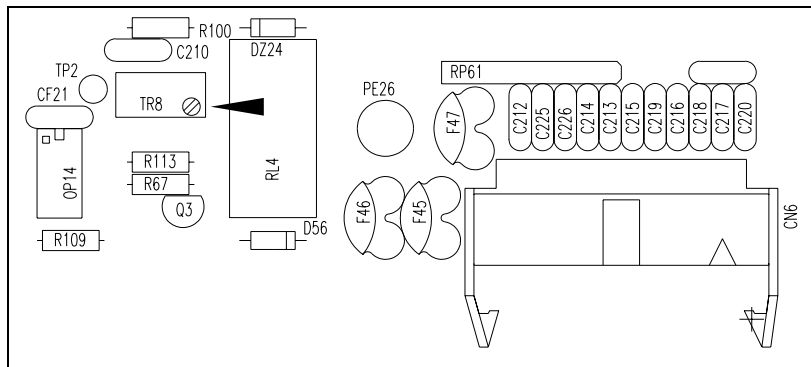 R100
DZ24
C210
TP2
TR8
CF21
RL4
OP14
R113
R67
Q3
R109
D56
PE26
RP61
F47
F46
F45
C212
C225
C226
C214
C213
C215
C219
C216
C218
C217
C220
CN6